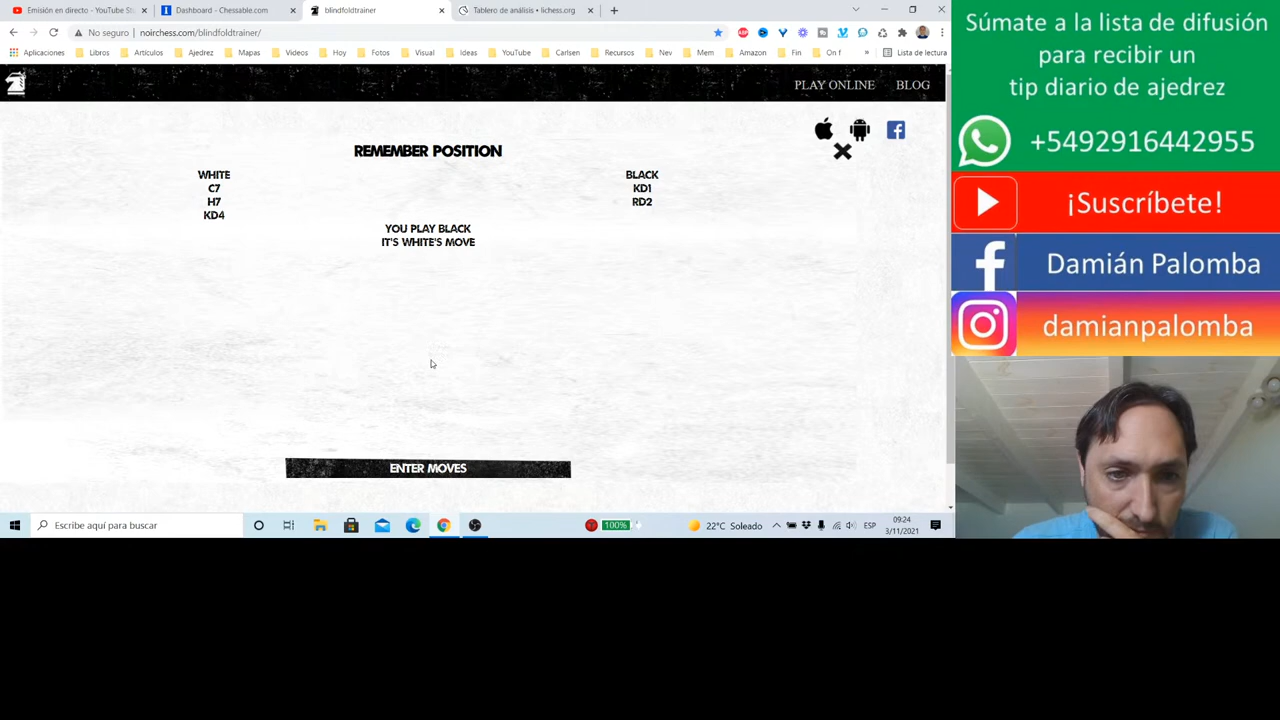 Emisión en directo - YouTube St
Dashboard - Chessable.com
blindfoldtrainer
Tablero de análisis • lichess.org
No seguro
noirchess.com/blindfoldtrainer/
Aplicaciones
Libros
Artículos
Ajedrez
Mapas
Videos
Hoy
Fotos
Visual
Ideas
YouTube
Carlsen
Recursos
Nev
Mem
Amazon
Fin
On f
»
Lista de lectura
PLAY ONLINE
BLOG
REMEMBER POSITION
WHITE
C7
H7
KD4
BLACK
KD1
RD2
YOU PLAY BLACK
IT'S WHITE'S MOVE
ENTER MOVES
Escribe aquí para buscar
100%
22°C Soleado
ESP
09:24
3/11/2021
Súmate a la lista de difusión
para recibir un
tip diario de ajedrez
+5492916442955
¡Suscríbete!
Damián Palomba
damianpalomba